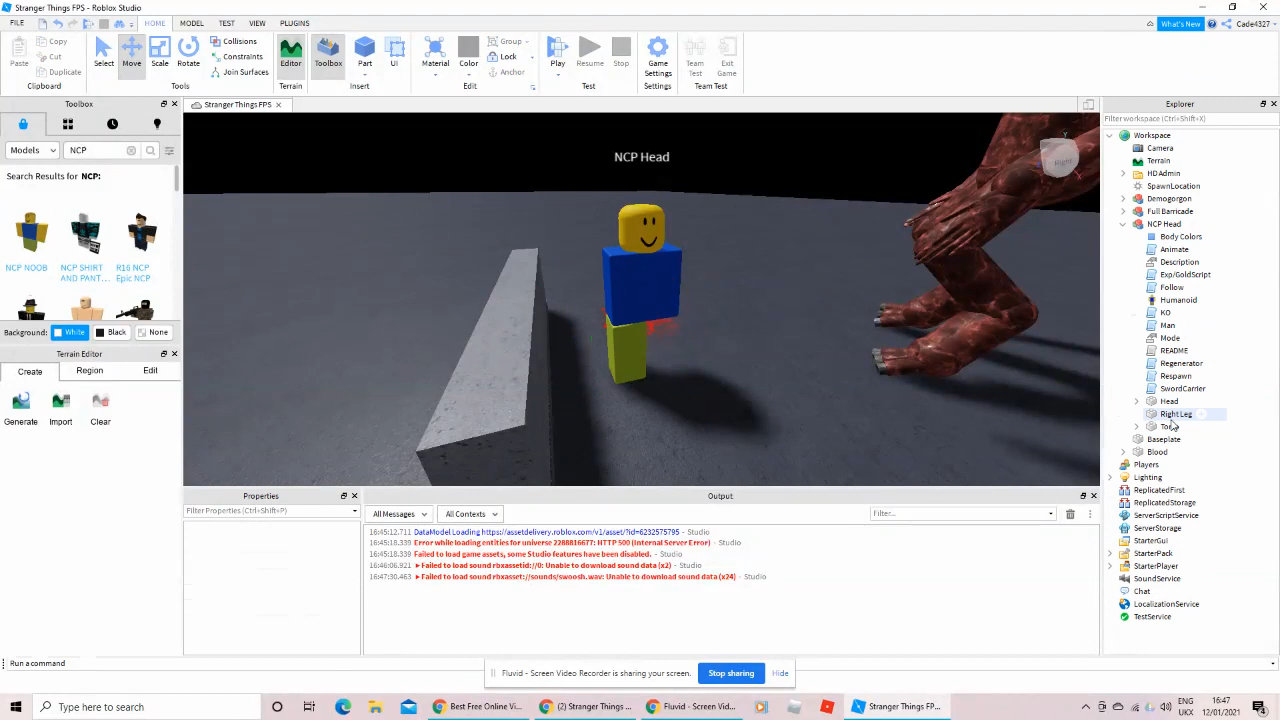 Stranger Things FPS - Roblox Studio
FILE HOME MODEL TEST VIEW PLUGINS What's New Cade4327
Paste Copy Cut Duplicate Select Move Scale Rotate Collisions Constraints Join Surfaces Editor Toolbox Part UI Material Color Group Lock Anchor Play Resume Stop Game Settings Team Test Exit Game
Clipboard Tools Terrain Insert Edit Test Settings Team Test
Toolbox
Models NCP
Search Results for NCP:
NCP NOOB
NCP SHIRT AND PANT...
R16 NCP Epic NCP
Background: White Black None
Terrain Editor
Create Region Edit
Generate Import Clear
Stranger Things FPS
NCP Head
Right
Y
Properties
Filter Properties (Ctrl+Shift+P)
Output
All Messages All Contexts Filter...
16:45:12.711 DataModel Loading https://assetdelivery.roblox.com/v1/asset/?id=6232575795 - Studio
16:45:18.339 Error while loading entities for universe 2288816677: HTTP 500 (Internal Server Error) - Studio
16:45:18.339 Failed to load game assets, some Studio features have been disabled. - Studio
16:46:06.921 Failed to load sound rbxassetid://0: Unable to download sound data (x2) - Studio
16:47:30.463 Failed to load sound rbxasset://sounds/swoosh.wav: Unable to download sound data (x24) - Studio
Explorer
Filter workspace (Ctrl+Shift+X)
Workspace
Camera
Terrain
HDAdmin
SpawnLocation
Demogorgon
Full Barricade
NCP Head
Body Colors
Animate
Description
Exp/GoldScript
Follow
Humanoid
KO
Man
Mode
README
Regenerator
Respawn
SwordCarrier
Head
Right Leg
Baseplate
Blood
Players
Lighting
ReplicatedFirst
ReplicatedStorage
ServerScriptService
ServerStorage
StarterGui
StarterPack
StarterPlayer
SoundService
Chat
LocalizationService
TestService
Run a command
Fluvid - Screen Video Recorder is sharing your screen. Stop sharing Hide
Type here to search
Best Free Online Vi...
(2) Stranger Things ...
Fluvid - Screen Vid...
Stranger Things FP...
ENG
UKX
16:47
12/01/2021